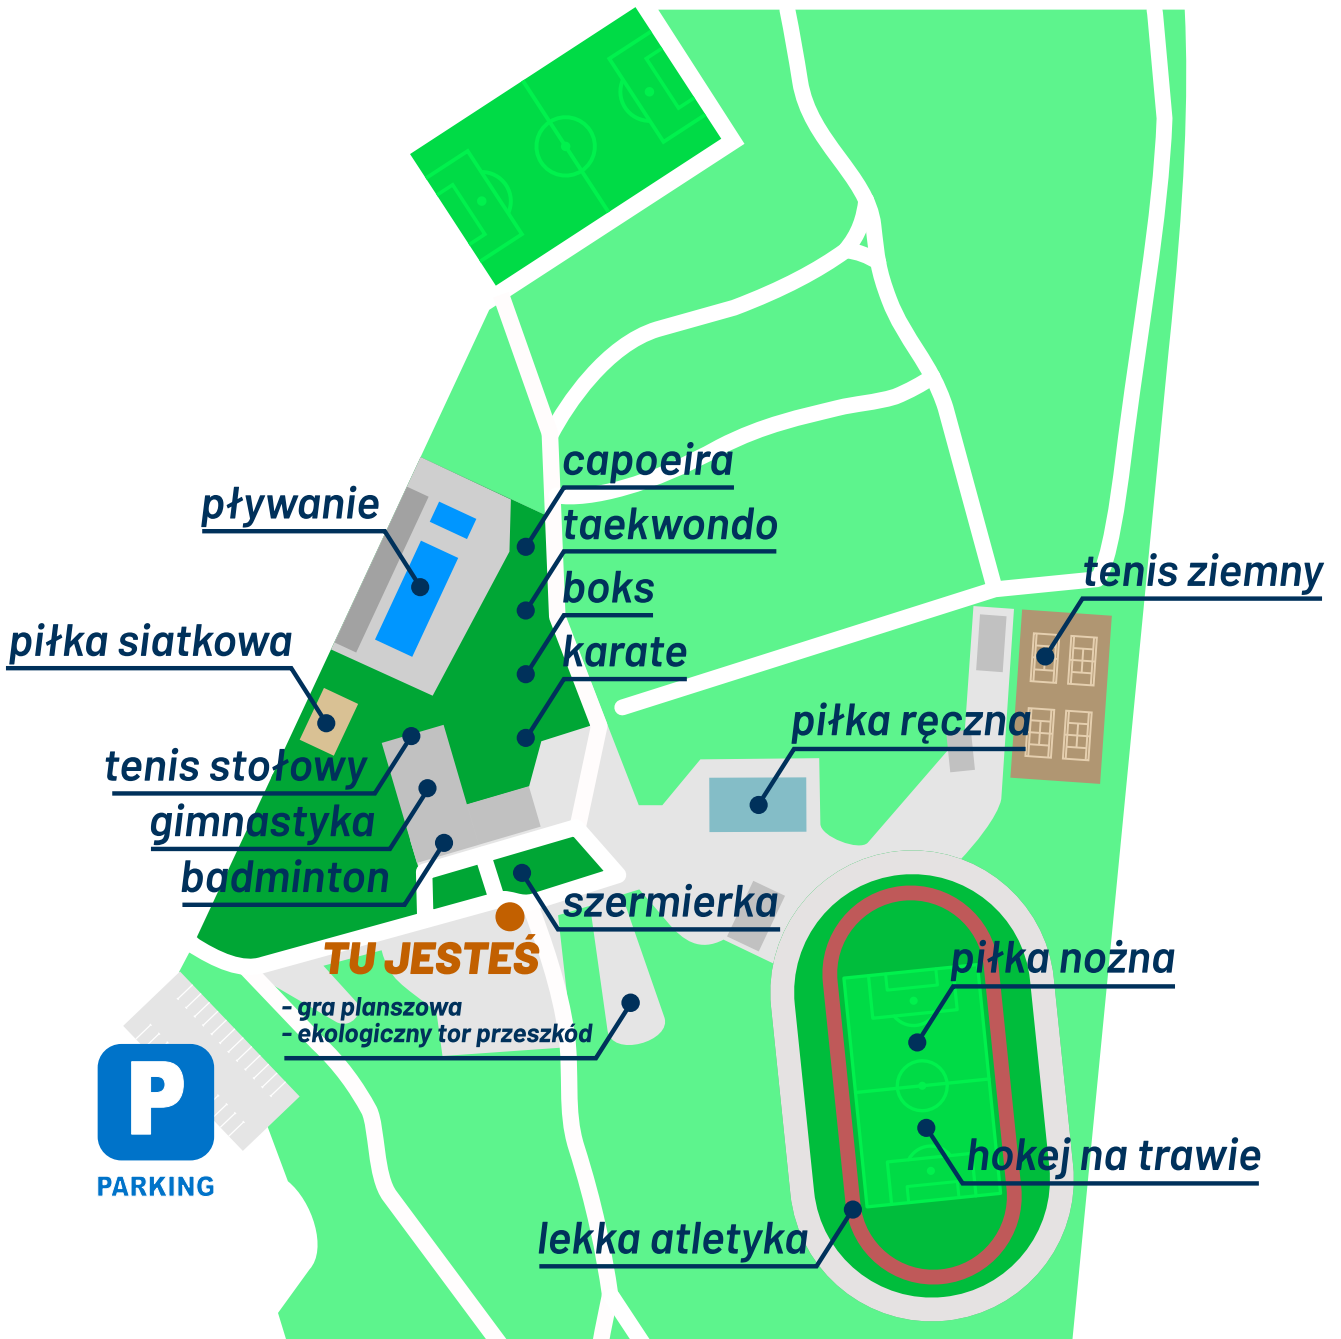 capoeira
pływanie
taekwondo
boks
tenis ziemny
piłka siatkowa
karate
piłka ręczna
tenis stołowy
gimnastyka
badminton
szermierka
TU JESTEŚ
piłka nożna
- gra planszowa
- ekologiczny tor przeszkód
P
PARKING
hokej na trawie
lekka atletyka